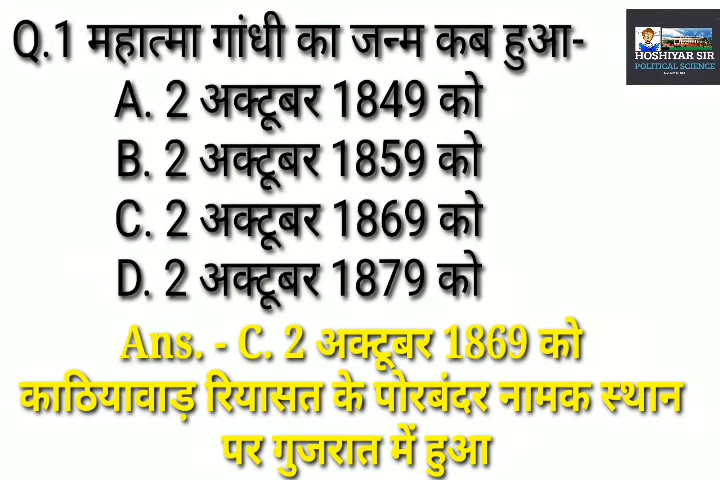 Q.1 महात्मा गांधी का जन्म कब हुआ-
A. 2 अक्टूबर 1849 को
B. 2 अक्टूबर 1859 को
C. 2 अक्टूबर 1869 को
D. 2 अक्टूबर 1879 को
Ans. - C. 2 अक्टूबर 1869 को
काठियावाड़ रियासत के पोरबंदर नामक स्थान
पर गुजरात में हुआ
HOSHIYAR SIR
POLITICAL SCIENCE